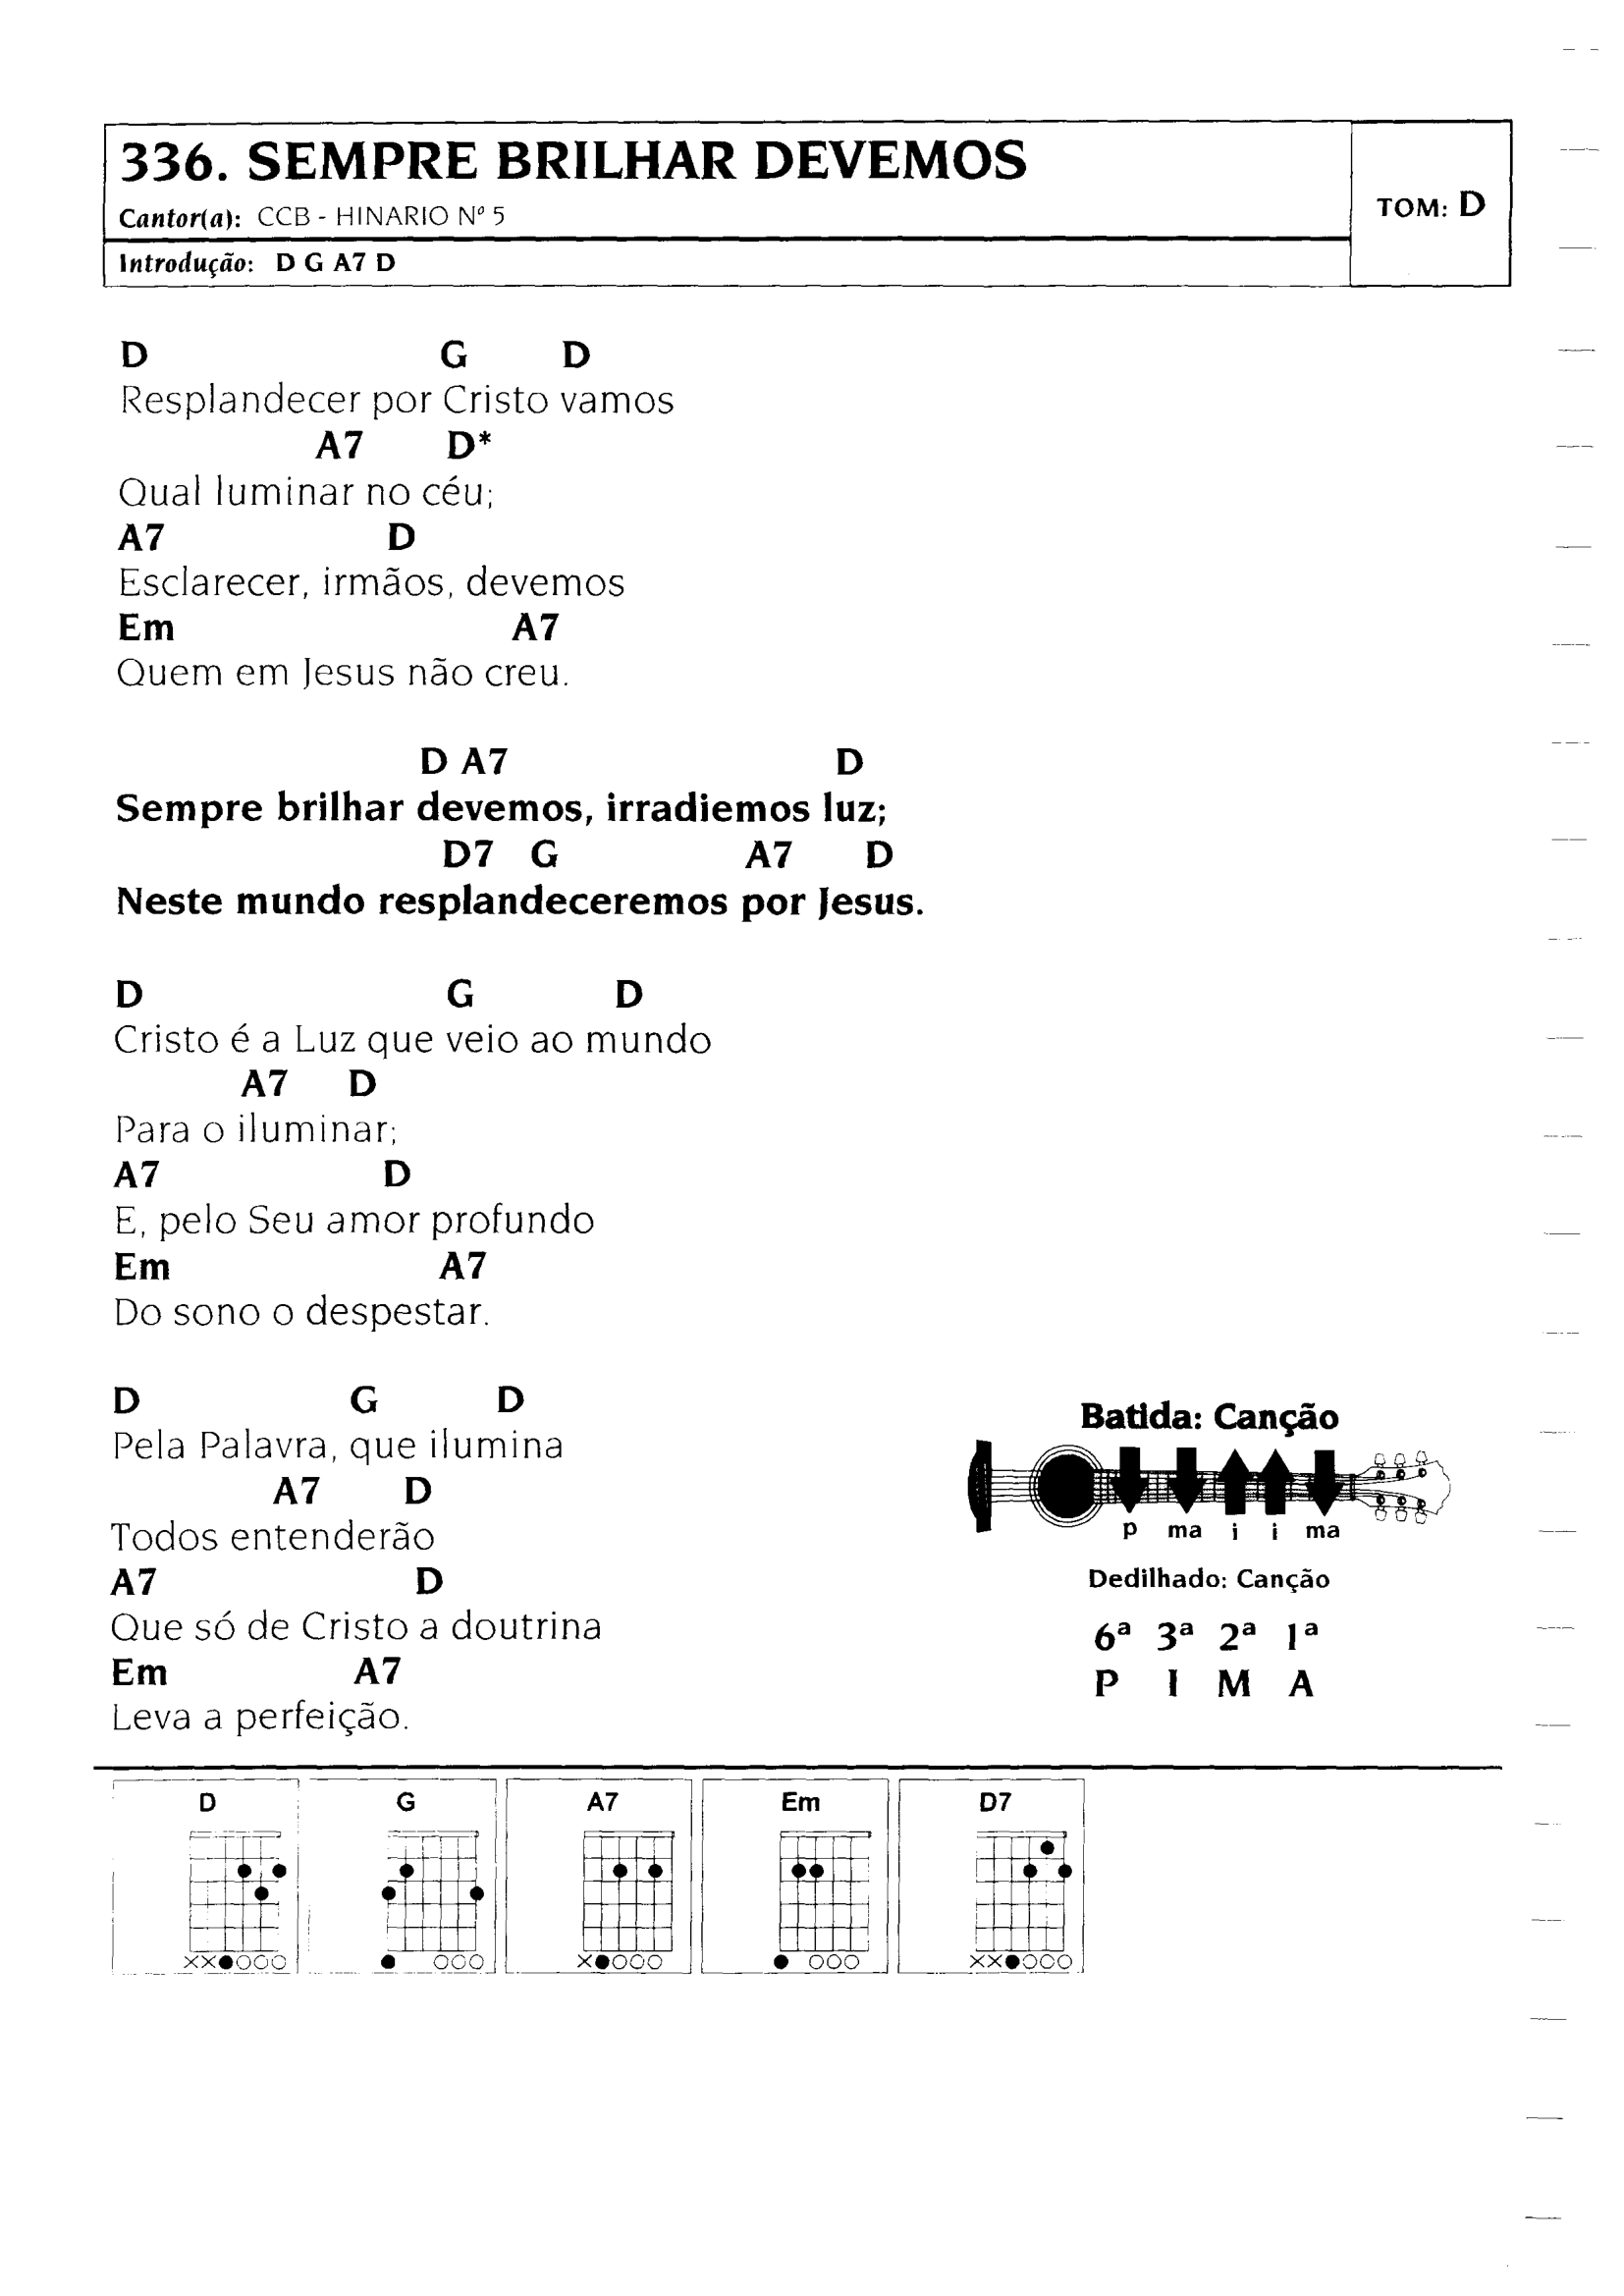 336. SEMPRE BRILHAR DEVEMOS
Cantor(a): CCB - HINARIO Nº 5
TOM: D
Introdução: D G A7 D
D G D
Resplandecer por Cristo vamos
A7 D*
Qual luminar no céu;
A7 D
Esclarecer, irmãos, devemos
Em A7
Quem em Jesus não creu.
D A7 D
Sempre brilhar devemos, irradiemos luz;
D7 G A7 D
Neste mundo resplandeceremos por Jesus.
D G D
Cristo é a Luz que veio ao mundo
A7 D
Para o iluminar;
A7 D
E, pelo Seu amor profundo
Em A7
Do sono o despestar.
D G D
Pela Palavra, que ilumina
A7 D
Todos entenderão
A7 D
Que só de Cristo a doutrina
Em A7
Leva a perfeição.
Batida: Canção
p ma i i ma
Dedilhado: Canção
6ª 3ª 2ª 1ª
P I M A
D G A7 Em D7